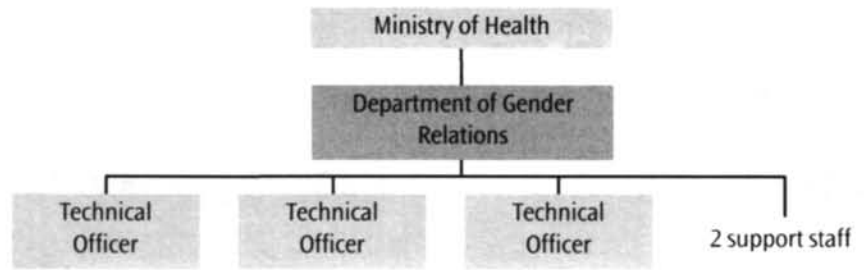 Ministry of Health
Department of Gender
Relations
Technical
Officer
Technical
Officer
Technical
Officer
2 support staff